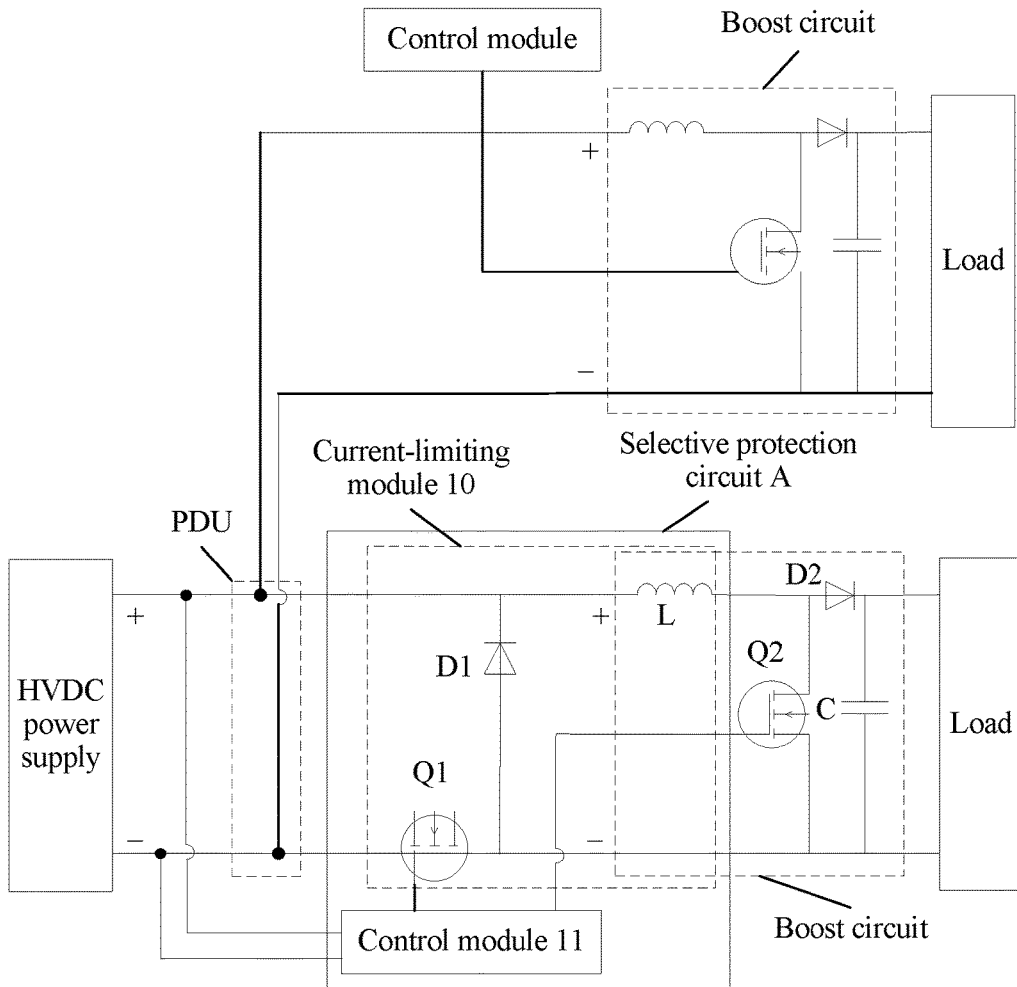 Control module
Boost circuit
+
−
Load
Current-limiting
module 10
Selective protection
circuit A
PDU
HVDC
power
supply
+
−
D1
Q1
+
−
L
D2
Q2
C
Load
Control module 11
Boost circuit